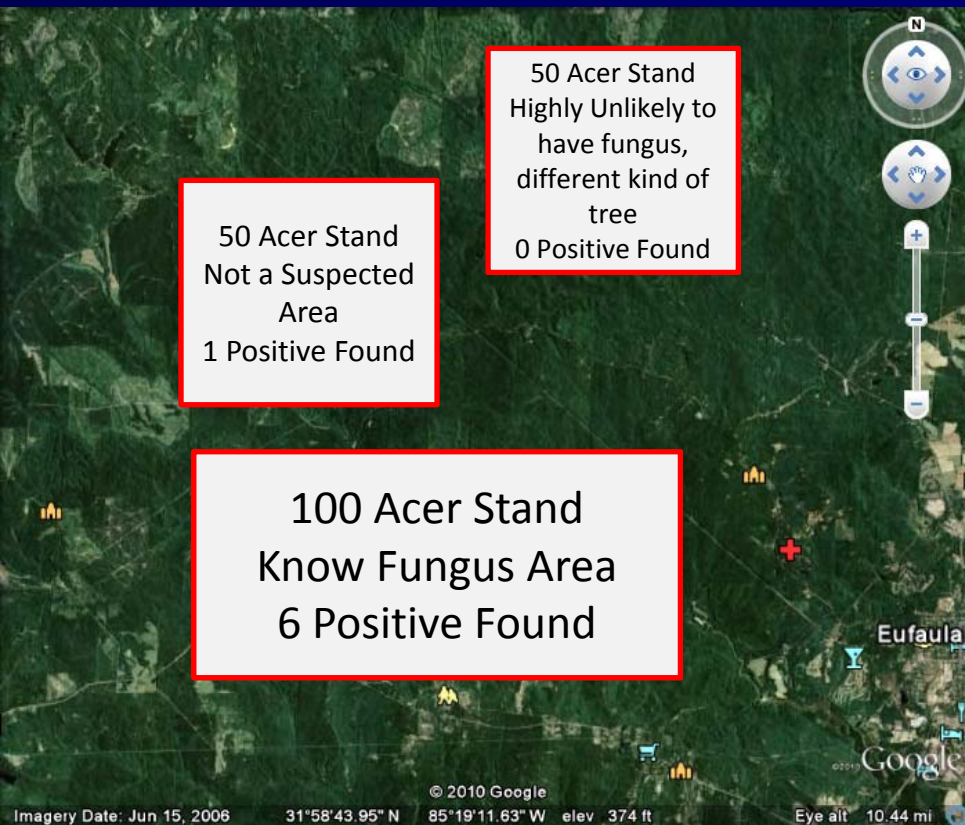 N
50 Acer Stand
Highly Unlikely to
have fungus,
different kind of
tree
0 Positive Found
50 Acer Stand
Not a Suspected
Area
1 Positive Found
100 Acer Stand
Know Fungus Area
6 Positive Found
Eufaula
©2010 Google
© 2010 Google
Imagery Date: Jun 15, 2006 31°58'43.95" N 85°19'11.63" W elev 374 ft Eye alt 10.44 mi